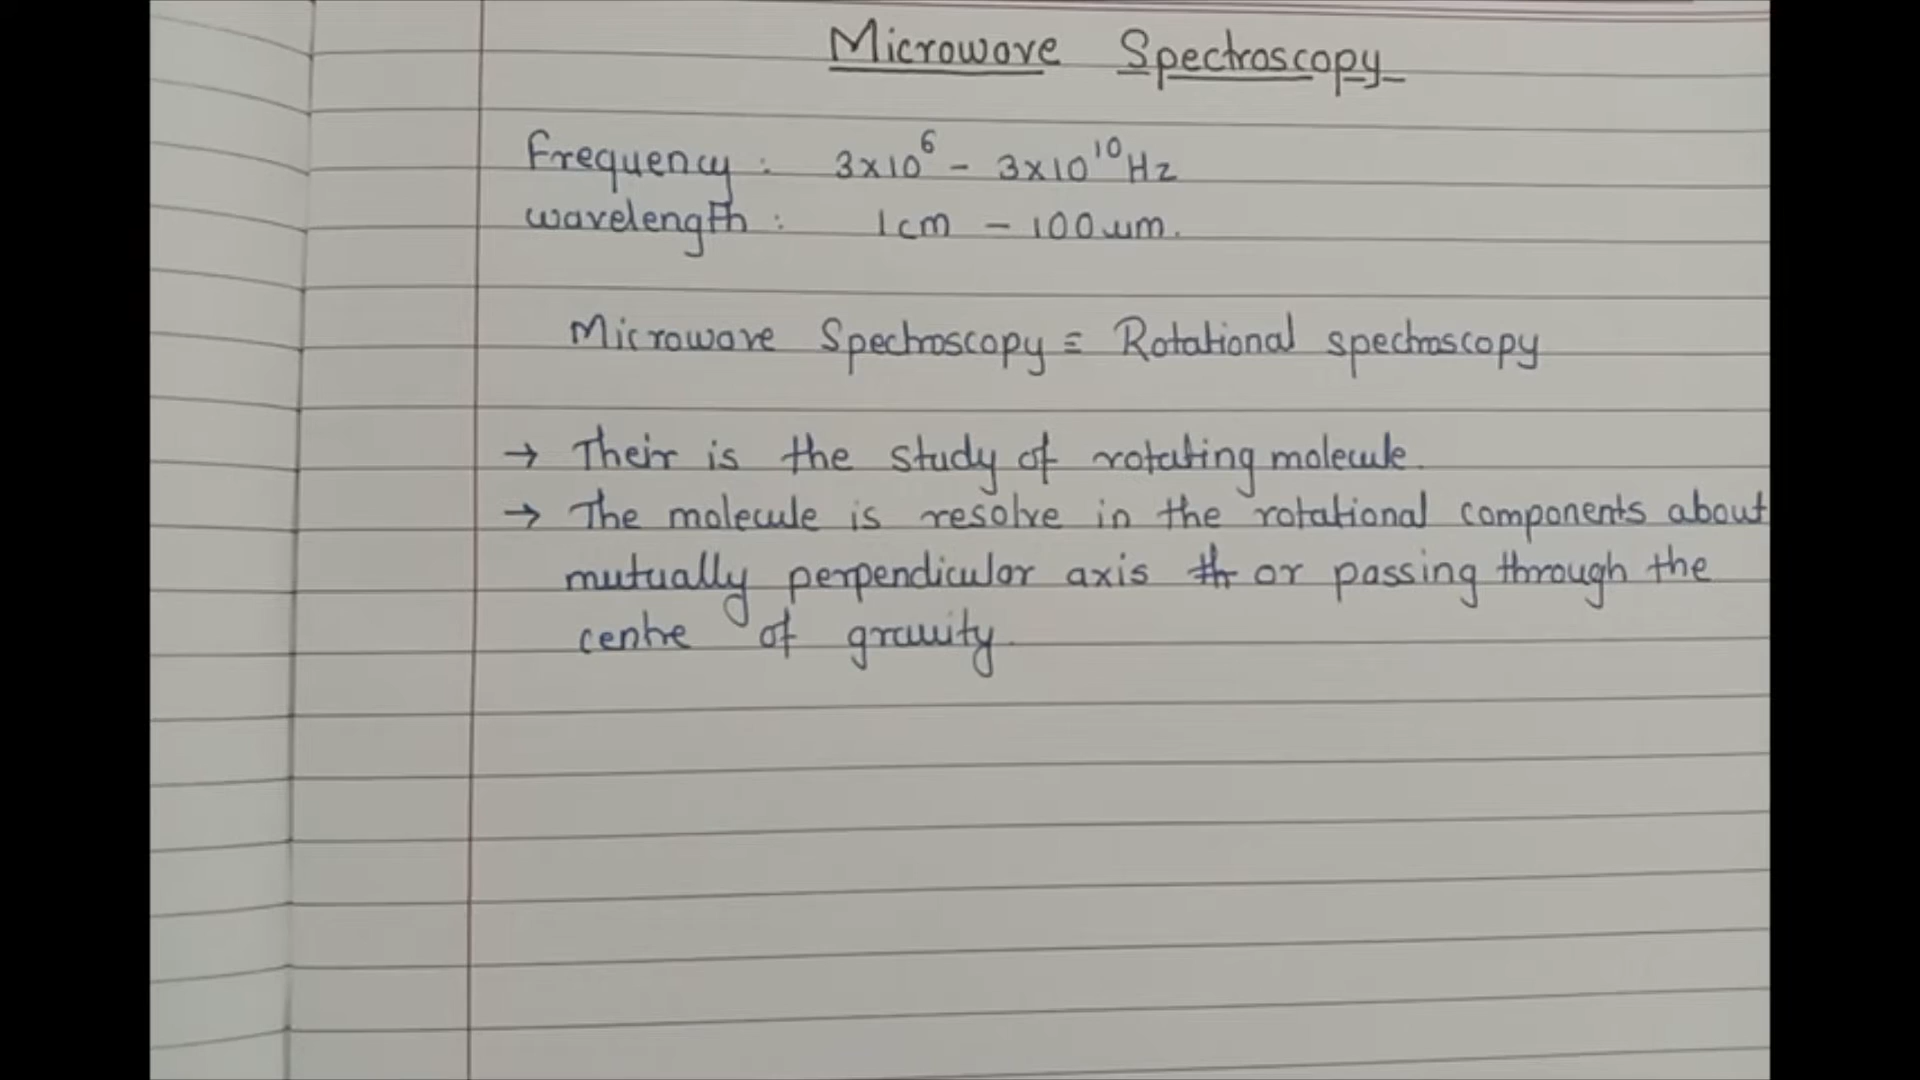 Microwave Spectroscopy
Frequency : 3x10⁶ - 3x10¹⁰ Hz
wavelength : 1cm - 100 um.
Microwave Spectroscopy = Rotational spectroscopy
→ Their is the study of rotating molecule.
→ The molecule is resolve in the rotational components about
mutually perpendicular axis or passing through the
centre of gravity